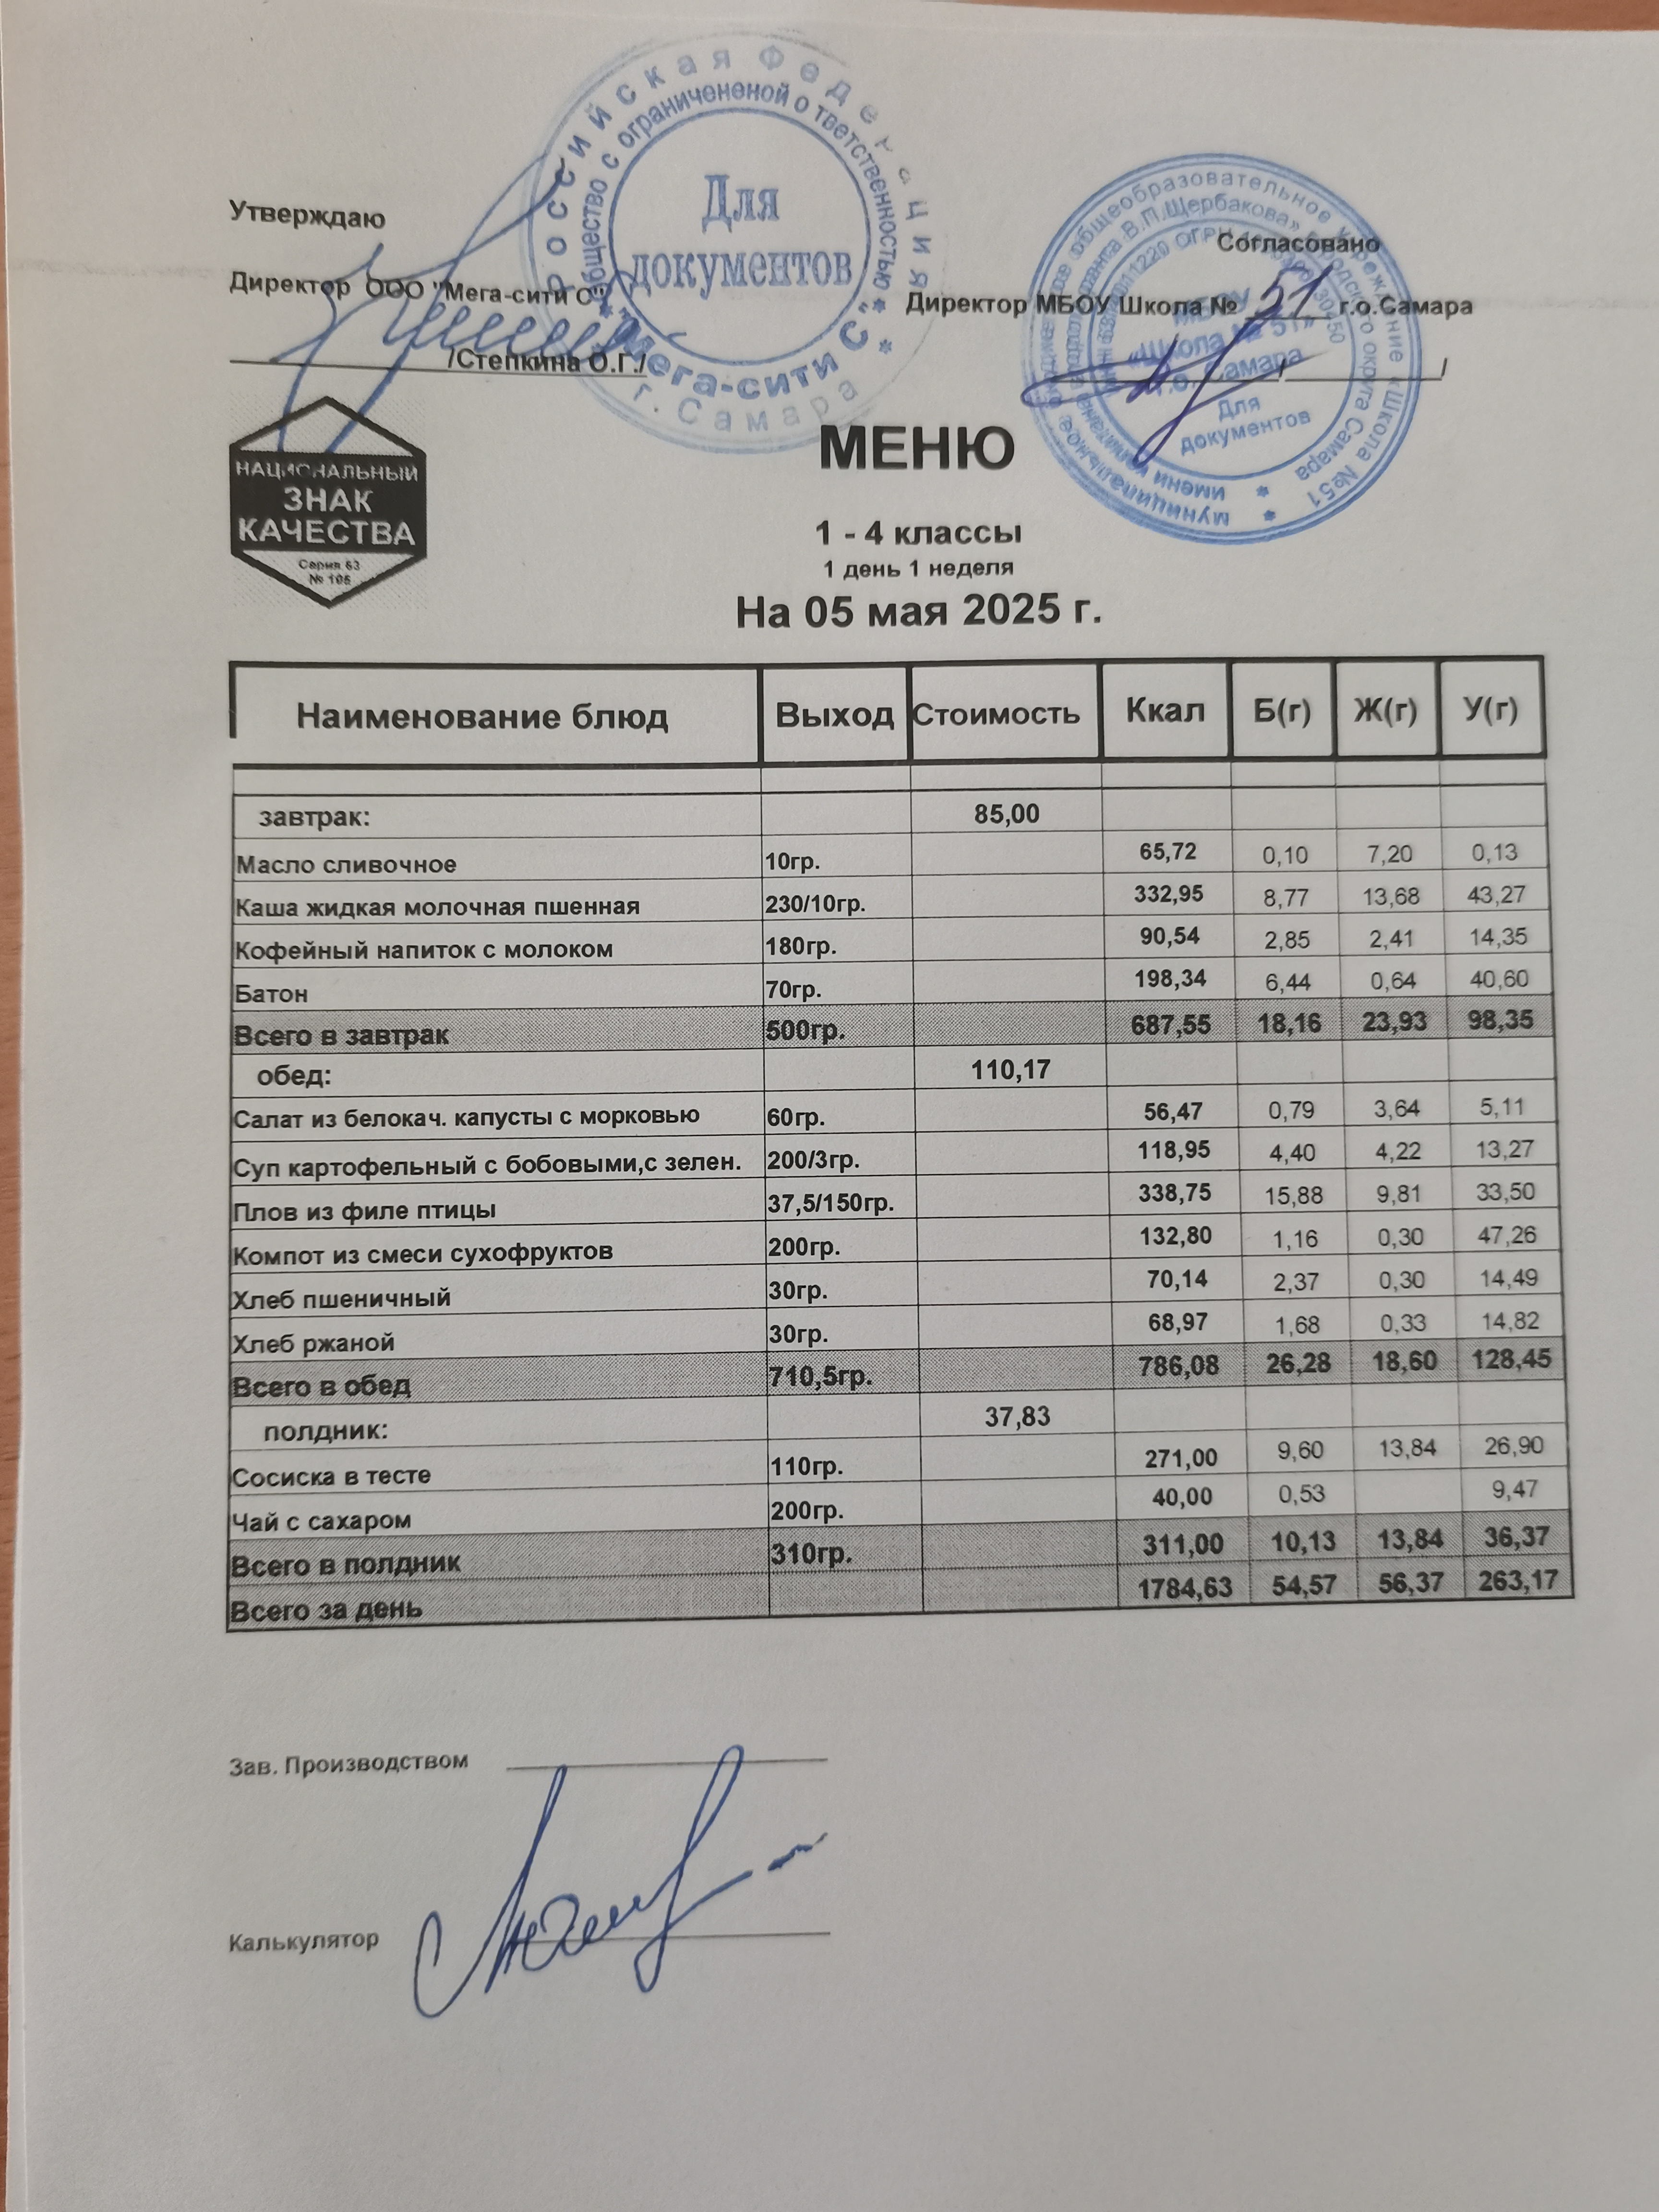 Российская Федерация
Общество с ограниченной ответственностью
Для
документов
"Мега-сити С"
г. Самара
Утверждаю
Директор ООО "Мега-сити С"
/Степкина О.Г./
Согласовано
Директор МБОУ Школа № 51 г.о.Самара
МБОУ
«Школа № 51»
г.о. Самара
Для
документов
НАЦИОНАЛЬНЫЙ
ЗНАК
КАЧЕСТВА
Серия 63
№ 105
МЕНЮ
1 - 4 классы
1 день 1 неделя
На 05 мая 2025 г.
Наименование блюд Выход Стоимость Ккал Б(г) Ж(г) У(г)
завтрак: 85,00
Масло сливочное 10гр. 65,72 0,10 7,20 0,13
Каша жидкая молочная пшенная 230/10гр. 332,95 8,77 13,68 43,27
Кофейный напиток с молоком 180гр. 90,54 2,85 2,41 14,35
Батон 70гр. 198,34 6,44 0,64 40,60
Всего в завтрак 500гр. 687,55 18,16 23,93 98,35
обед: 110,17
Салат из белокач. капусты с морковью 60гр. 56,47 0,79 3,64 5,11
Суп картофельный с бобовыми,с зелен. 200/3гр. 118,95 4,40 4,22 13,27
Плов из филе птицы 37,5/150гр. 338,75 15,88 9,81 33,50
Компот из смеси сухофруктов 200гр. 132,80 1,16 0,30 47,26
Хлеб пшеничный 30гр. 70,14 2,37 0,30 14,49
Хлеб ржаной 30гр. 68,97 1,68 0,33 14,82
Всего в обед 710,5гр. 786,08 26,28 18,60 128,45
полдник: 37,83
Сосиска в тесте 110гр. 271,00 9,60 13,84 26,90
Чай с сахаром 200гр. 40,00 0,53 9,47
Всего в полдник 310гр. 311,00 10,13 13,84 36,37
Всего за день 1784,63 54,57 56,37 263,17
Зав. Производством
Калькулятор